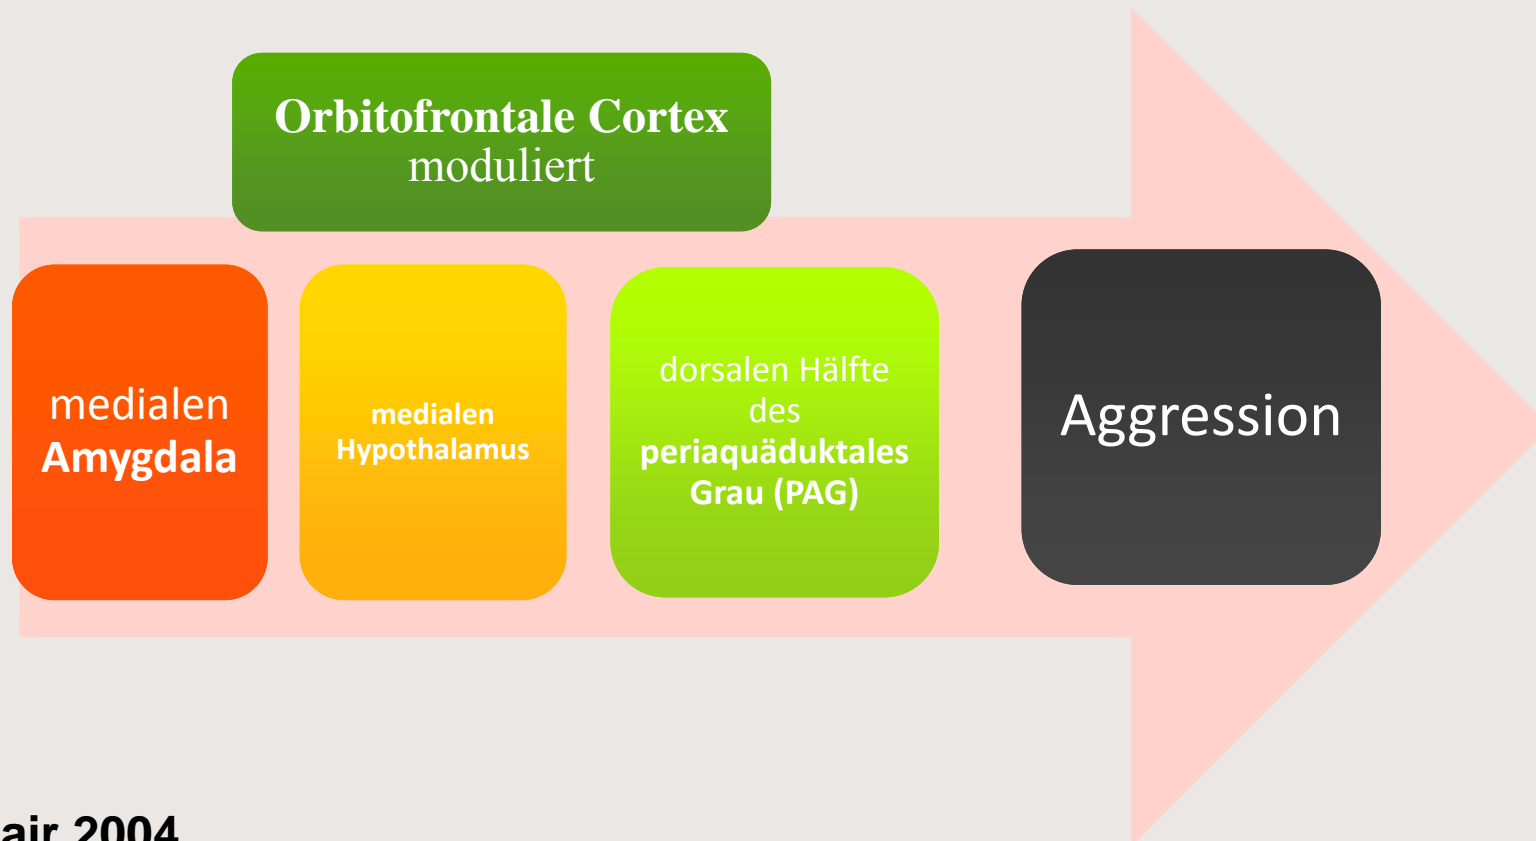 Orbitofrontale Cortex
moduliert
medialen
Amygdala
medialen
Hypothalamus
dorsalen Hälfte
des
periaquäduktales
Grau (PAG)
Aggression
air 2004